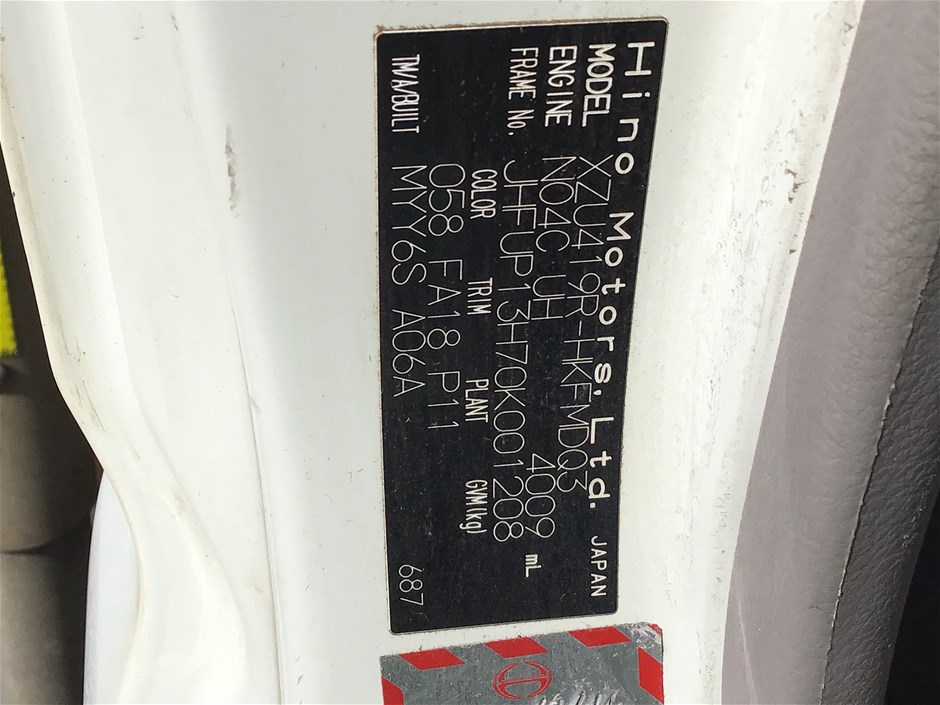 Hino Motors, Ltd. JAPAN
MODEL XZU419R-HKFMDQ3
ENGINE N04C UH 4009 mL
FRAME No. JHFUP13H70K001208
COLOR TRIM PLANT GVM(kg)
058 FA18 P11
TM/A/BUILT MYY6S A06A 687